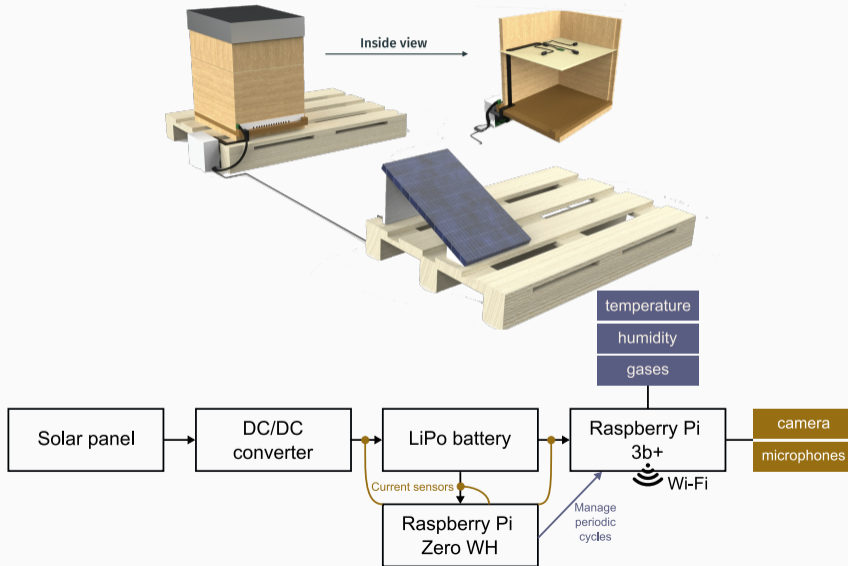 Inside view
temperature
humidity
gases
Solar panel
DC/DC
converter
LiPo battery
Raspberry Pi
3b+
camera
microphones
Wi-Fi
Current sensors
Raspberry Pi
Zero WH
Manage
periodic
cycles